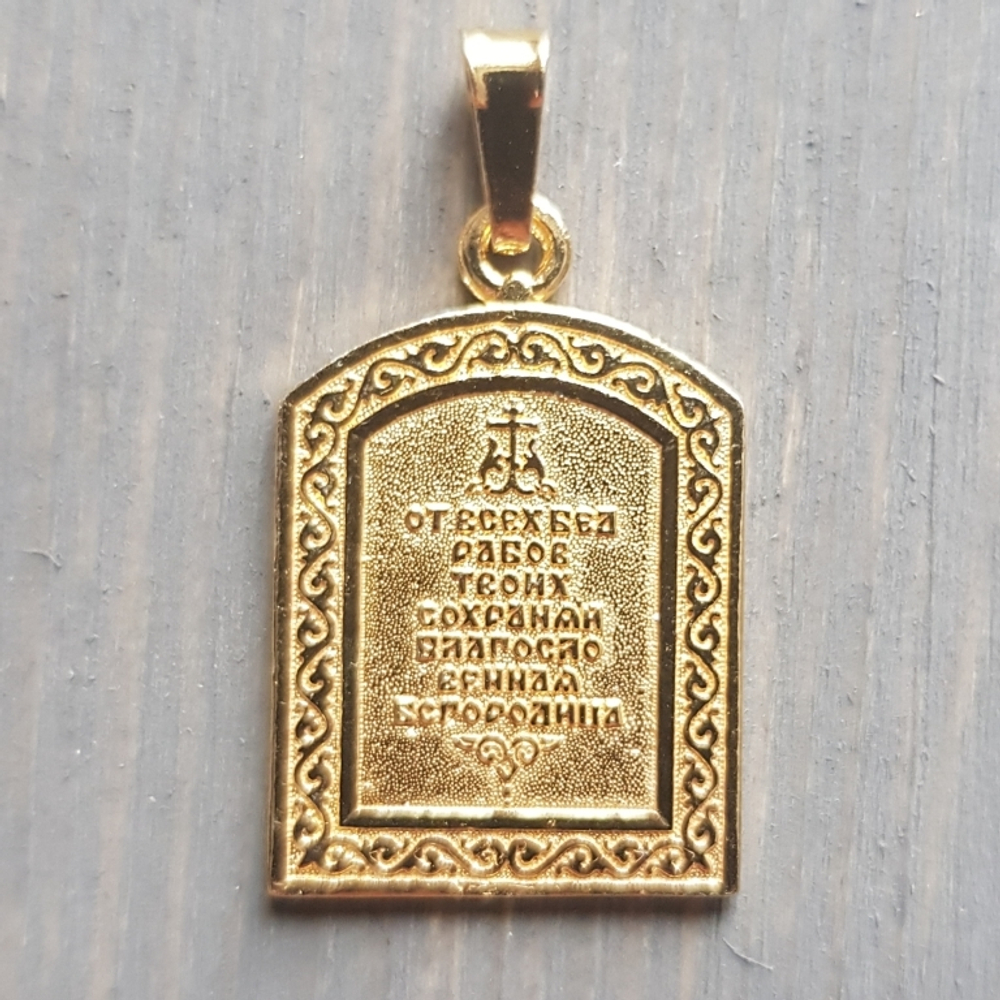 ОТ ВСЕХ БЕД
РАБОВ
ТВОИХ
СОХРАНЯЙ
БЛАГОСЛО
ВЕННАЯ
БОГОРОДИЦА